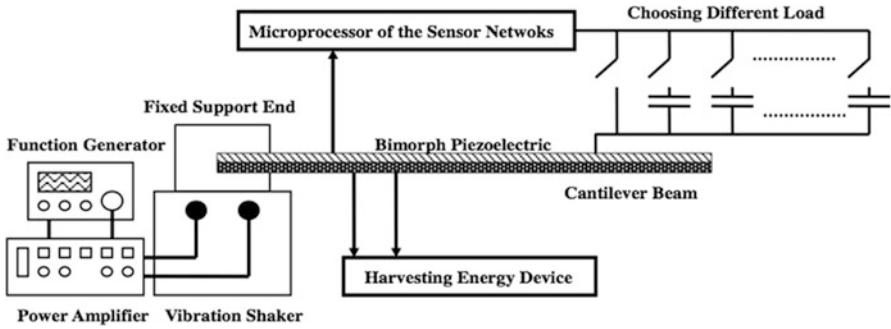 Choosing Different Load
Microprocessor of the Sensor Netwoks
Fixed Support End
Function Generator
Bimorph Piezoelectric
Cantilever Beam
Harvesting Energy Device
Power Amplifier
Vibration Shaker